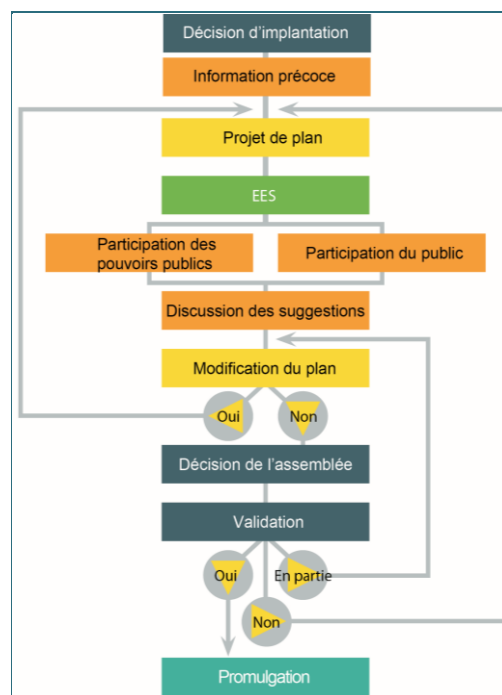 Décision d’implantation
Information précoce
Projet de plan
EES
Participation des
pouvoirs publics
Participation du public
Discussion des suggestions
Modification du plan
Oui
Non
Décision de l’assemblée
Validation
Oui
En partie
Non
Promulgation